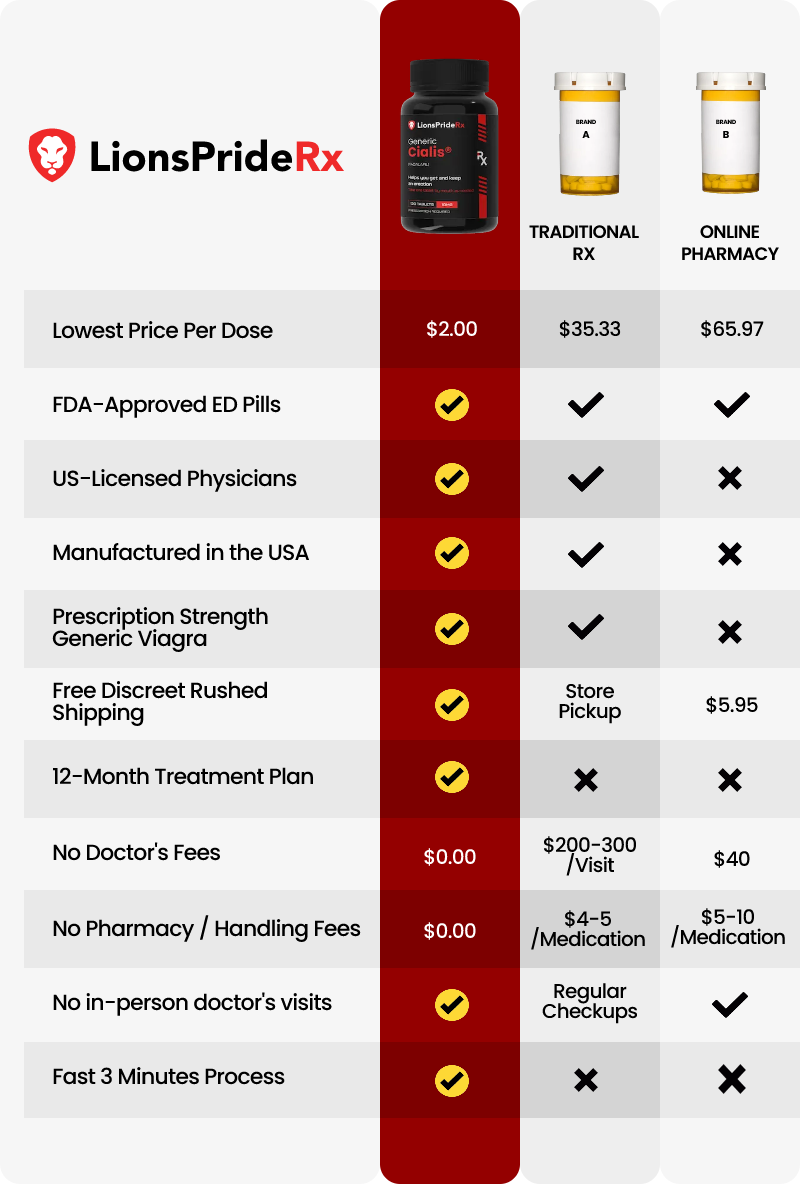 LionsPrideRx
LionsPrideRx
Generic
Cialis®
Helps you get and keep
an erection
Rx
BRAND
A
BRAND
B
TRADITIONAL
RX
ONLINE
PHARMACY
Lowest Price Per Dose $2.00 $35.33 $65.97
FDA-Approved ED Pills
US-Licensed Physicians
Manufactured in the USA
Prescription Strength
Generic Viagra
Free Discreet Rushed
Shipping
Store
Pickup
$5.95
12-Month Treatment Plan
No Doctor's Fees
$0.00
$200-300
/Visit
$40
No Pharmacy / Handling Fees
$0.00
$4-5
/Medication
$5-10
/Medication
No in-person doctor's visits
Regular
Checkups
Fast 3 Minutes Process